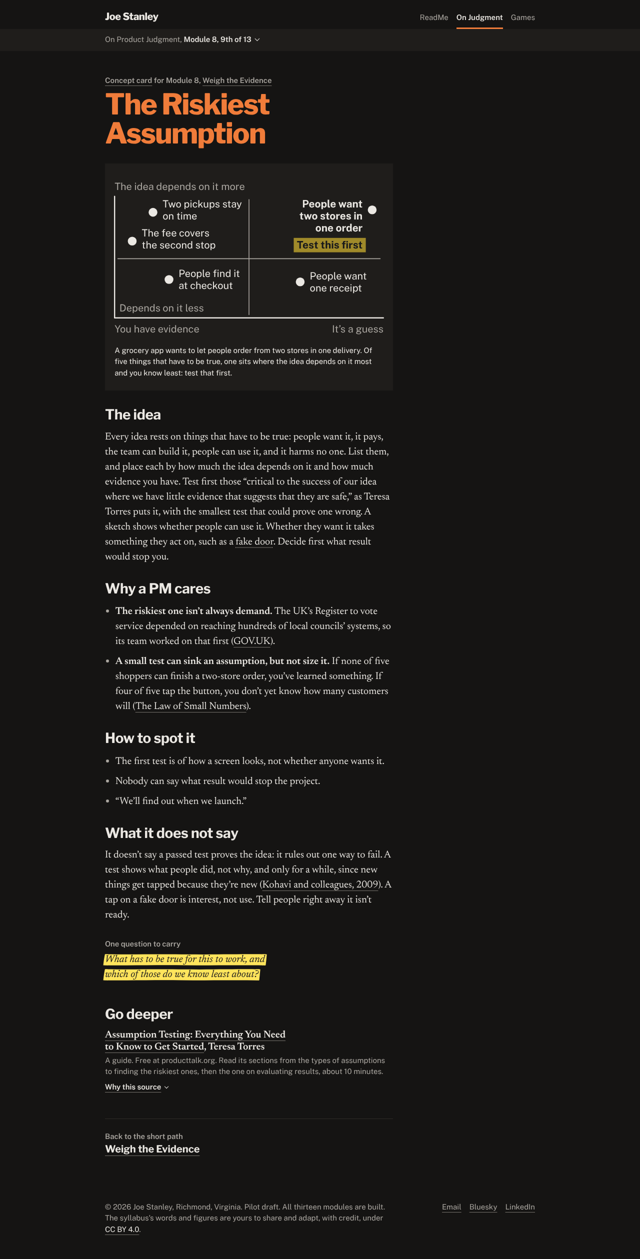 Joe Stanley
ReadMe On Judgment Games
On Product Judgment, Module 8, 9th of 13
Concept card for Module 8, Weigh the Evidence
The Riskiest
Assumption
The idea depends on it more
Two pickups stay
on time
The fee covers
the second stop
People want
two stores in
one order
Test this first
People find it
at checkout
People want
one receipt
Depends on it less
You have evidence
It's a guess
A grocery app wants to let people order from two stores in one delivery. Of
five things that have to be true, one sits where the idea depends on it most
and you know least: test that first.
The idea
Every idea rests on things that have to be true: people want it, it pays,
the team can build it, people can use it, and it harms no one. List them,
and place each by how much the idea depends on it and how much
evidence you have. Test first those “critical to the success of our idea
where we have little evidence that suggests that they are safe,” as Teresa
Torres puts it, with the smallest test that could prove one wrong. A
sketch shows whether people can use it. Whether they want it takes
something they act on, such as a fake door. Decide first what result
would stop you.
Why a PM cares
• The riskiest one isn’t always demand. The UK’s Register to vote
service depended on reaching hundreds of local councils’ systems, so
its team worked on that first (GOV.UK).
• A small test can sink an assumption, but not size it. If none of five
shoppers can finish a two-store order, you’ve learned something. If
four of five tap the button, you don’t yet know how many customers
will (The Law of Small Numbers).
How to spot it
• The first test is of how a screen looks, not whether anyone wants it.
• Nobody can say what result would stop the project.
• “We’ll find out when we launch.”
What it does not say
It doesn’t say a passed test proves the idea: it rules out one way to fail. A
test shows what people did, not why, and only for a while, since new
things get tapped because they’re new (Kohavi and colleagues, 2009). A
tap on a fake door is interest, not use. Tell people right away it isn’t
ready.
One question to carry
What has to be true for this to work, and
which of those do we know least about?
Go deeper
Assumption Testing: Everything You Need
to Know to Get Started, Teresa Torres
A guide. Free at producttalk.org. Read its sections from the types of assumptions
to finding the riskiest ones, then the one on evaluating results, about 10 minutes.
Why this source
Back to the short path
Weigh the Evidence
© 2026 Joe Stanley, Richmond, Virginia. Pilot draft. All thirteen modules are built.
The syllabus's words and figures are yours to share and adapt, with credit, under
CC BY 4.0.
Email Bluesky LinkedIn